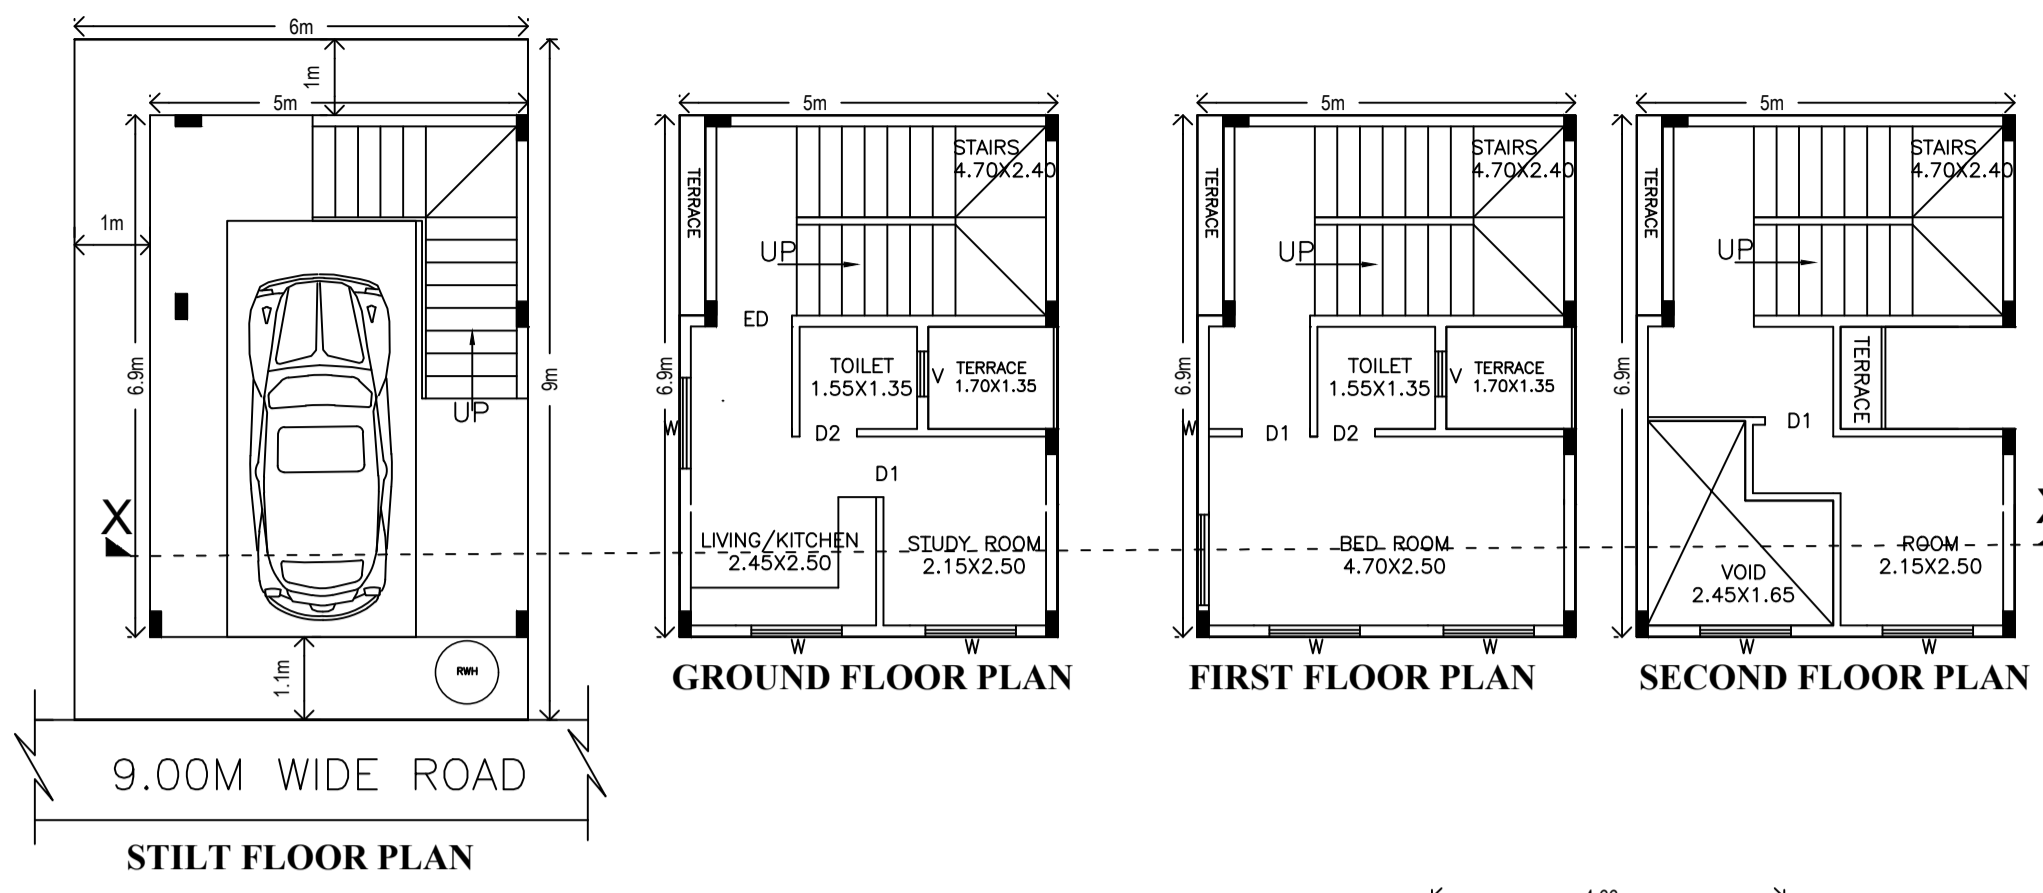 6m
1m
5m
1m
6.9m
9m
UP
X
1.1m
RWH
9.00M WIDE ROAD
STILT FLOOR PLAN
5m
STAIRS
4.70X2.40
TERRACE
UP
ED
6.9m
TOILET
1.55X1.35
V
TERRACE
1.70X1.35
W
D2
D1
LIVING/KITCHEN
2.45X2.50
STUDY ROOM
2.15X2.50
W
W
GROUND FLOOR PLAN
5m
STAIRS
4.70X2.40
TERRACE
UP
6.9m
TOILET
1.55X1.35
V
TERRACE
1.70X1.35
W
D1
D2
BED ROOM
4.70X2.50
W
W
FIRST FLOOR PLAN
5m
STAIRS
4.70X2.40
TERRACE
UP
6.9m
TERRACE
D1
VOID
2.45X1.65
ROOM
2.15X2.50
W
W
SECOND FLOOR PLAN